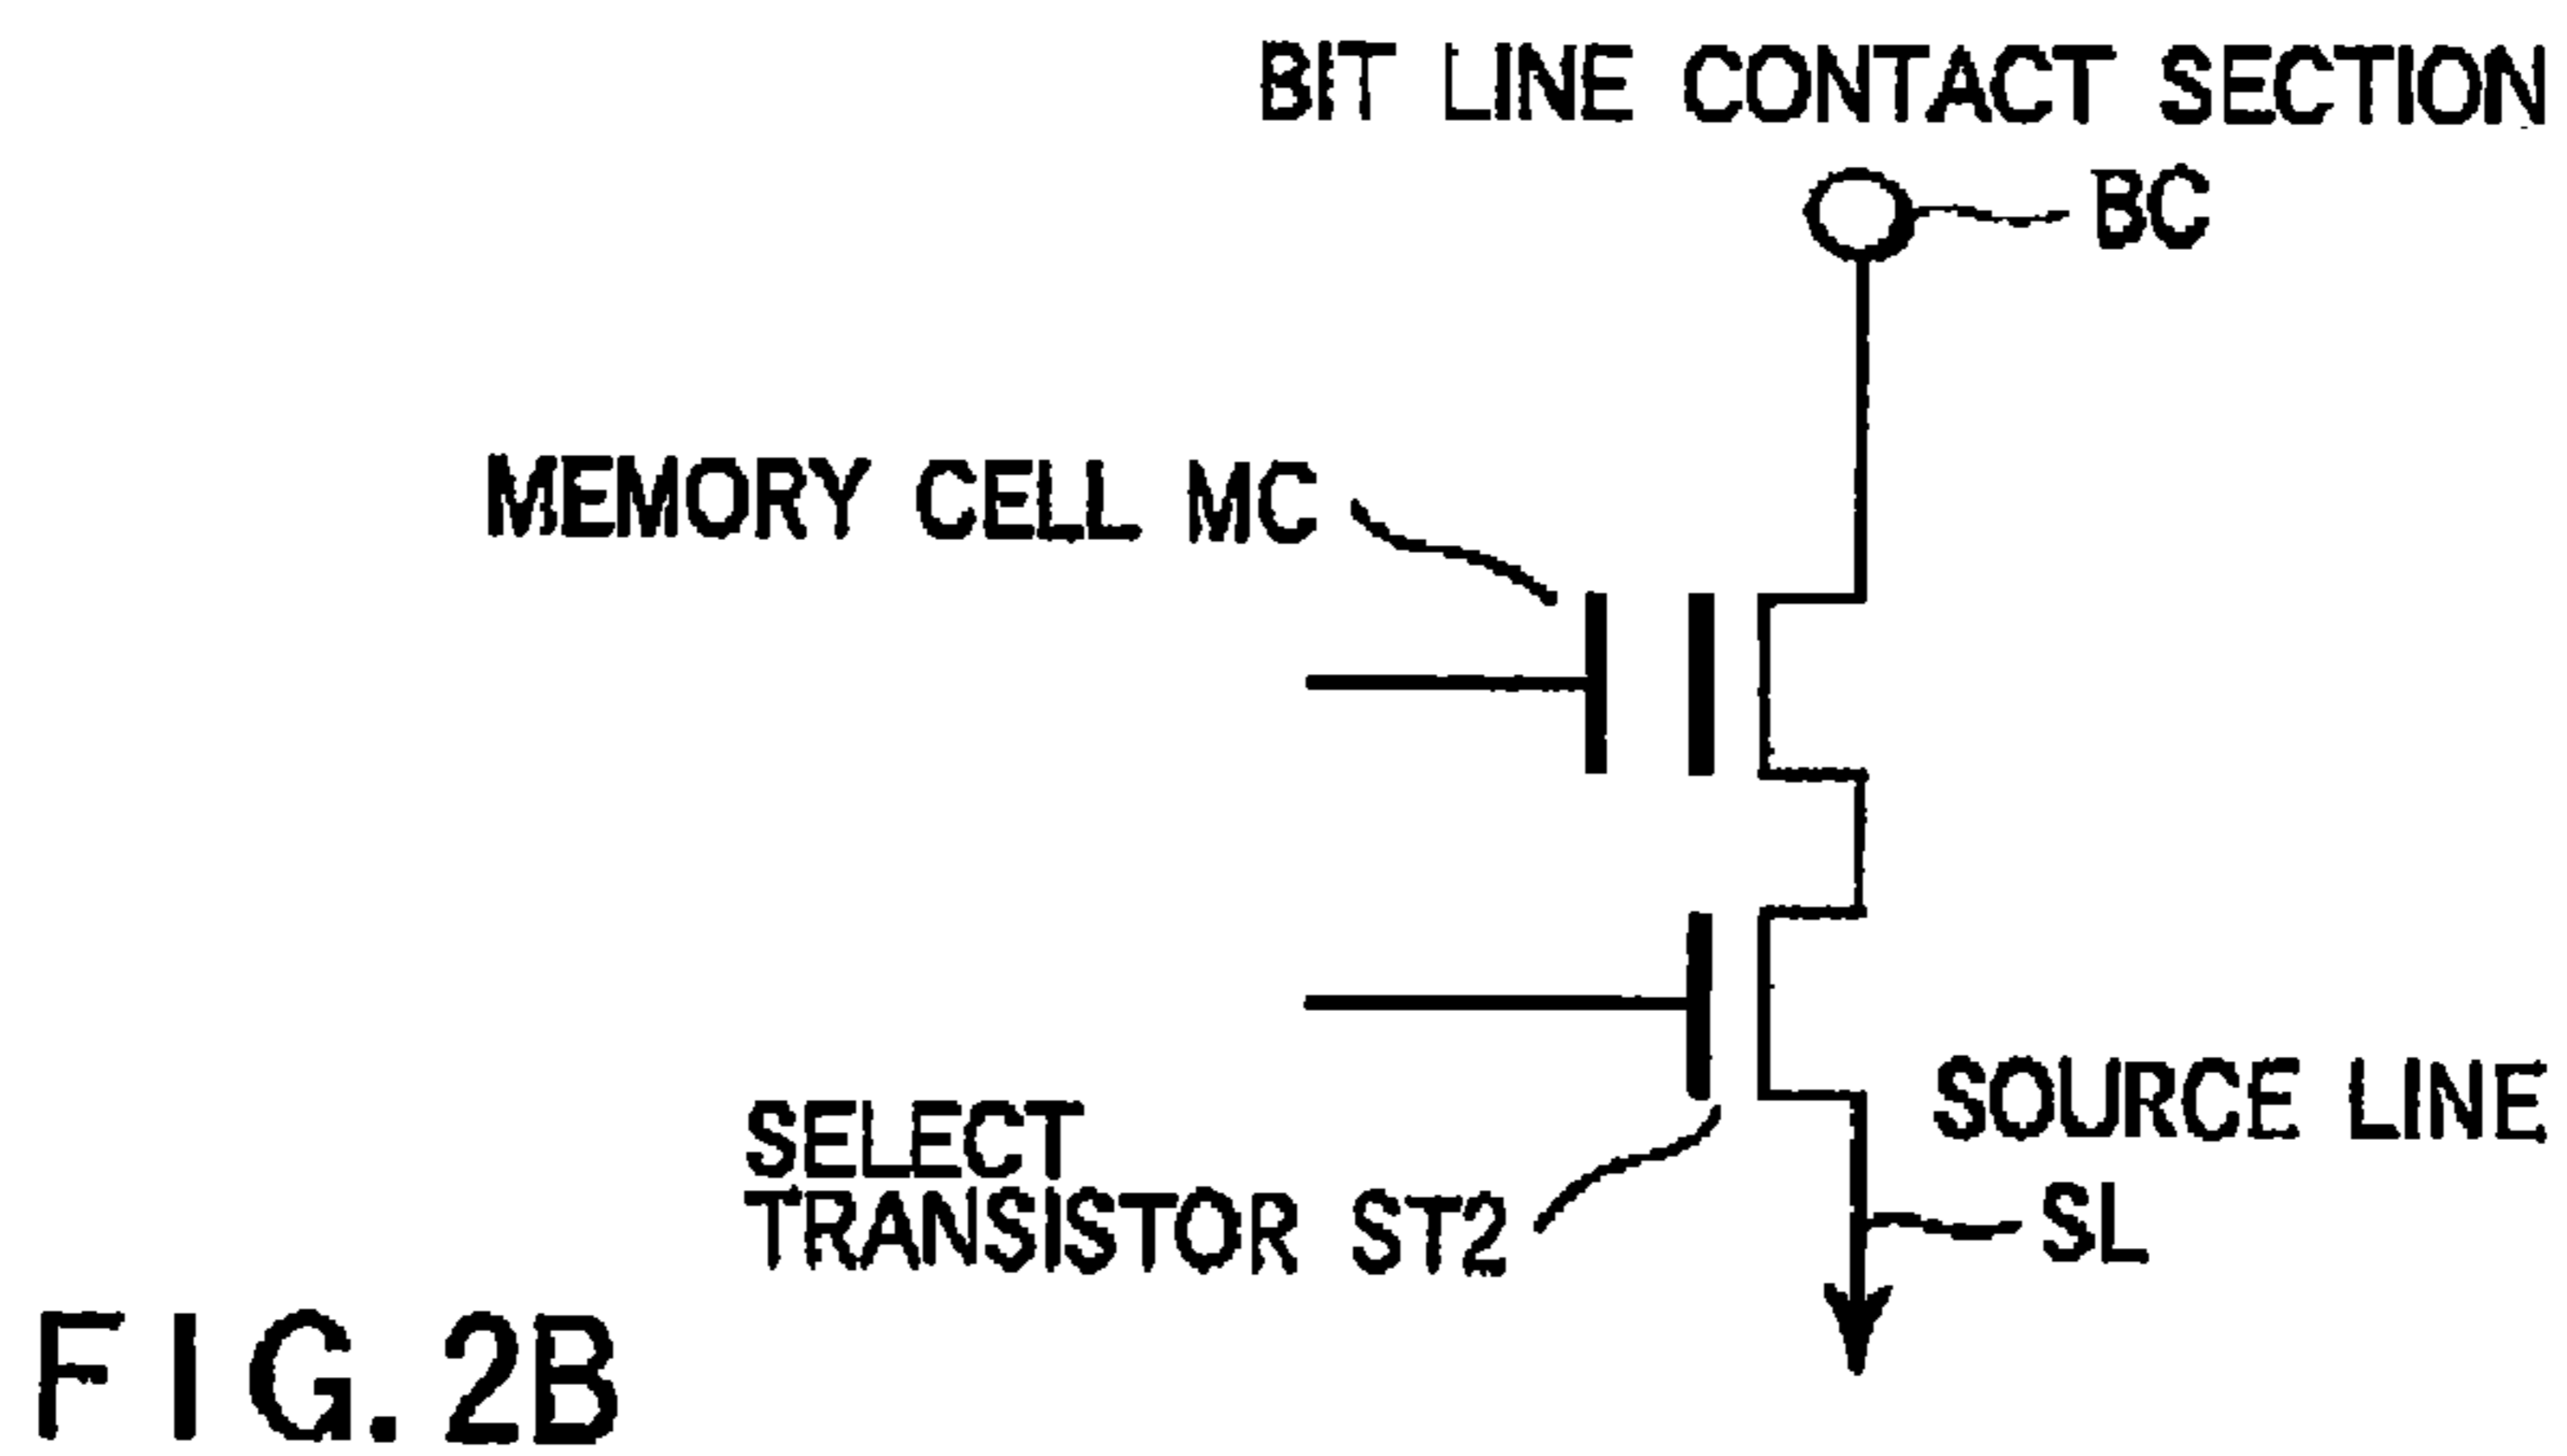 BIT LINE CONTACT SECTION
BC
MEMORY CELL MC
SELECT
TRANSISTOR ST2
SOURCE LINE
SL
FIG. 2B